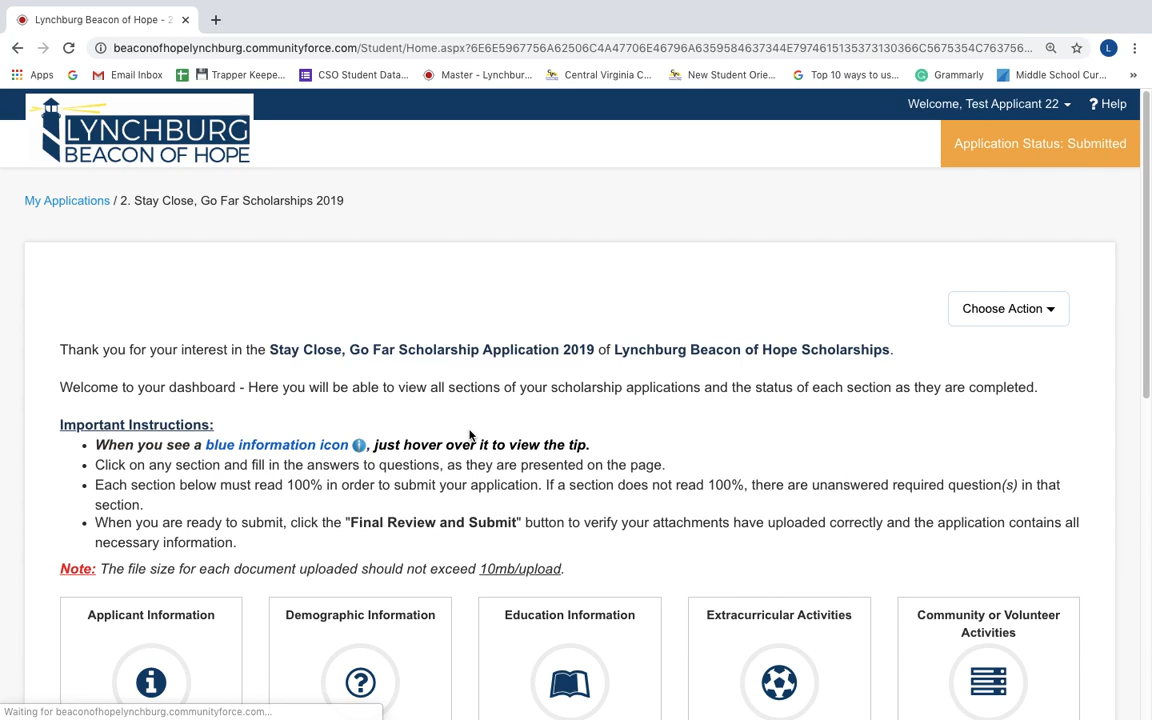 Lynchburg Beacon of Hope - 2
beaconofhopelynchburg.communityforce.com/Student/Home.aspx?6E6E5967756A62506C4A47706E46796A6359584637344E797461513537313036​6C5675354C763756...
Apps Email Inbox Trapper Keepe... CSO Student Data... Master - Lynchbur... Central Virginia C... New Student Orie... Top 10 ways to us... Grammarly Middle School Cur... »
Welcome, Test Applicant 22 ? Help
LYNCHBURG
BEACON OF HOPE
Application Status: Submitted
My Applications / 2. Stay Close, Go Far Scholarships 2019
Choose Action
Thank you for your interest in the Stay Close, Go Far Scholarship Application 2019 of Lynchburg Beacon of Hope Scholarships.
Welcome to your dashboard - Here you will be able to view all sections of your scholarship applications and the status of each section as they are completed.
Important Instructions:
• When you see a blue information icon, just hover over it to view the tip.
• Click on any section and fill in the answers to questions, as they are presented on the page.
• Each section below must read 100% in order to submit your application. If a section does not read 100%, there are unanswered required question(s) in that
section.
• When you are ready to submit, click the "Final Review and Submit" button to verify your attachments have uploaded correctly and the application contains all
necessary information.
Note: The file size for each document uploaded should not exceed 10mb/upload.
Applicant Information Demographic Information Education Information Extracurricular Activities Community or Volunteer
Activities
Waiting for beaconofhopelynchburg.communityforce.com...